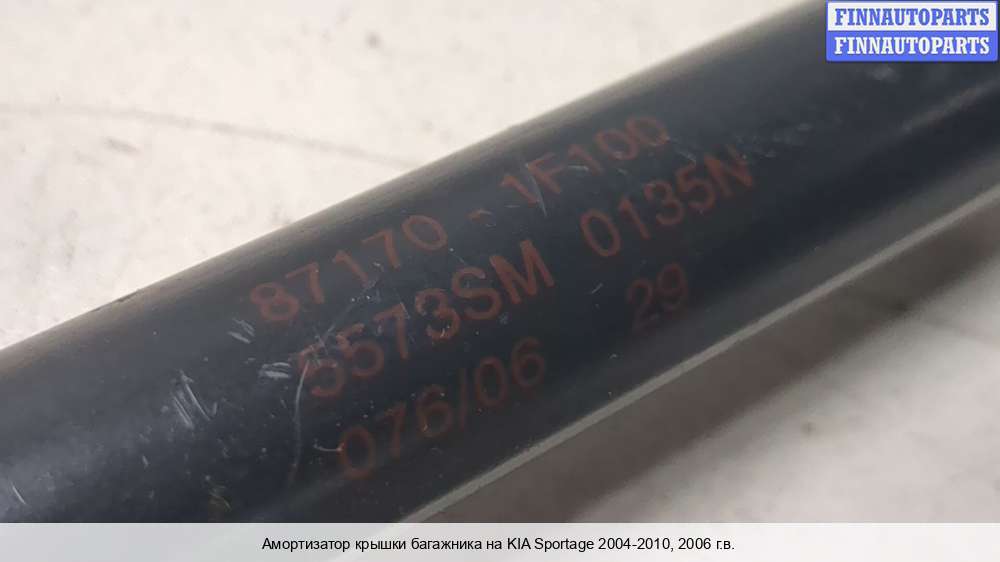 FINNAUTOPARTS
FINNAUTOPARTS
87170 - 1F100
5573SM 0135N
076/06 29
Амортизатор крышки багажника на KIA Sportage 2004-2010, 2006 г.в.